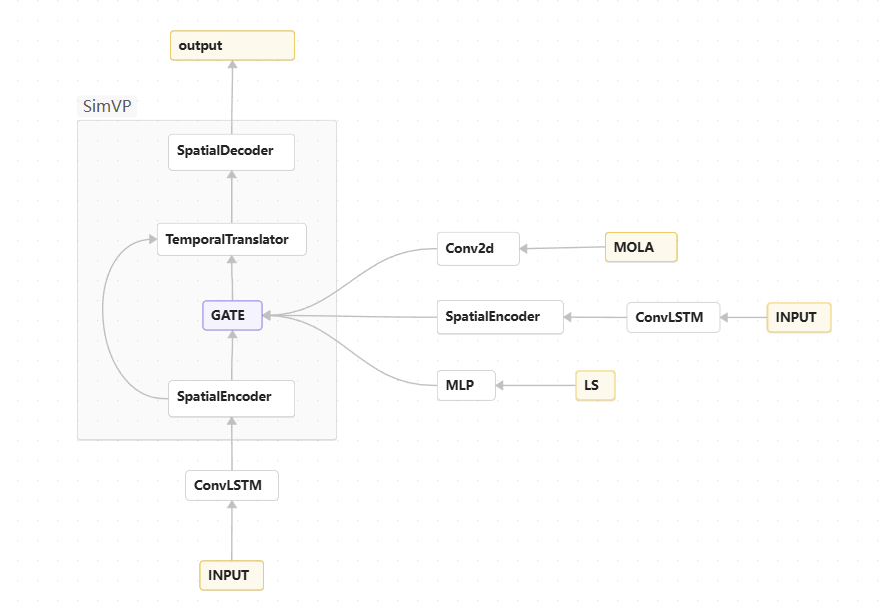 output
SimVP
SpatialDecoder
TemporalTranslator
Conv2d
MOLA
GATE
SpatialEncoder
ConvLSTM
INPUT
MLP
LS
SpatialEncoder
ConvLSTM
INPUT